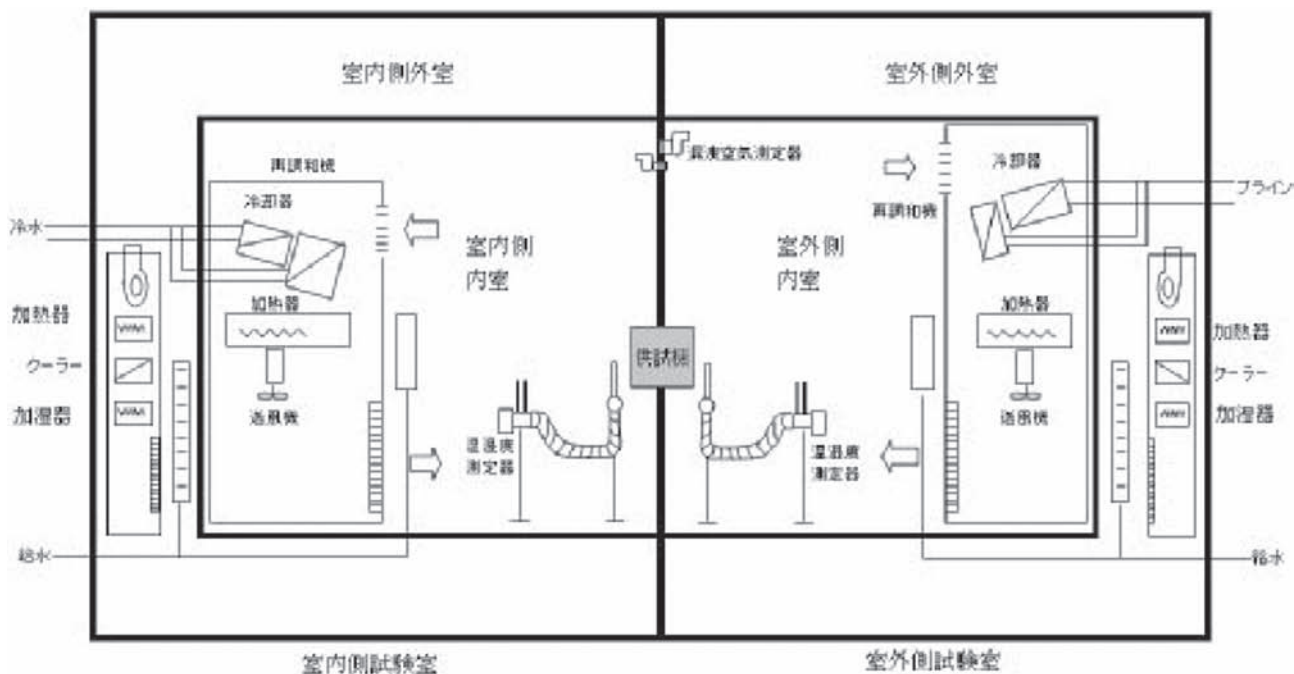 室内側外室
室外側外室
再調和機
冷却器
冷水
加熱器
クーラー
加湿器
加熱器
送風機
給水
室内側
内室
温湿度
測定器
供試機
空気測定器
室外側
内室
温湿度
測定器
再調和機
冷却器
ブライン
加熱器
送風機
加熱器
クーラー
加湿器
給水
室内側試験室
室外側試験室